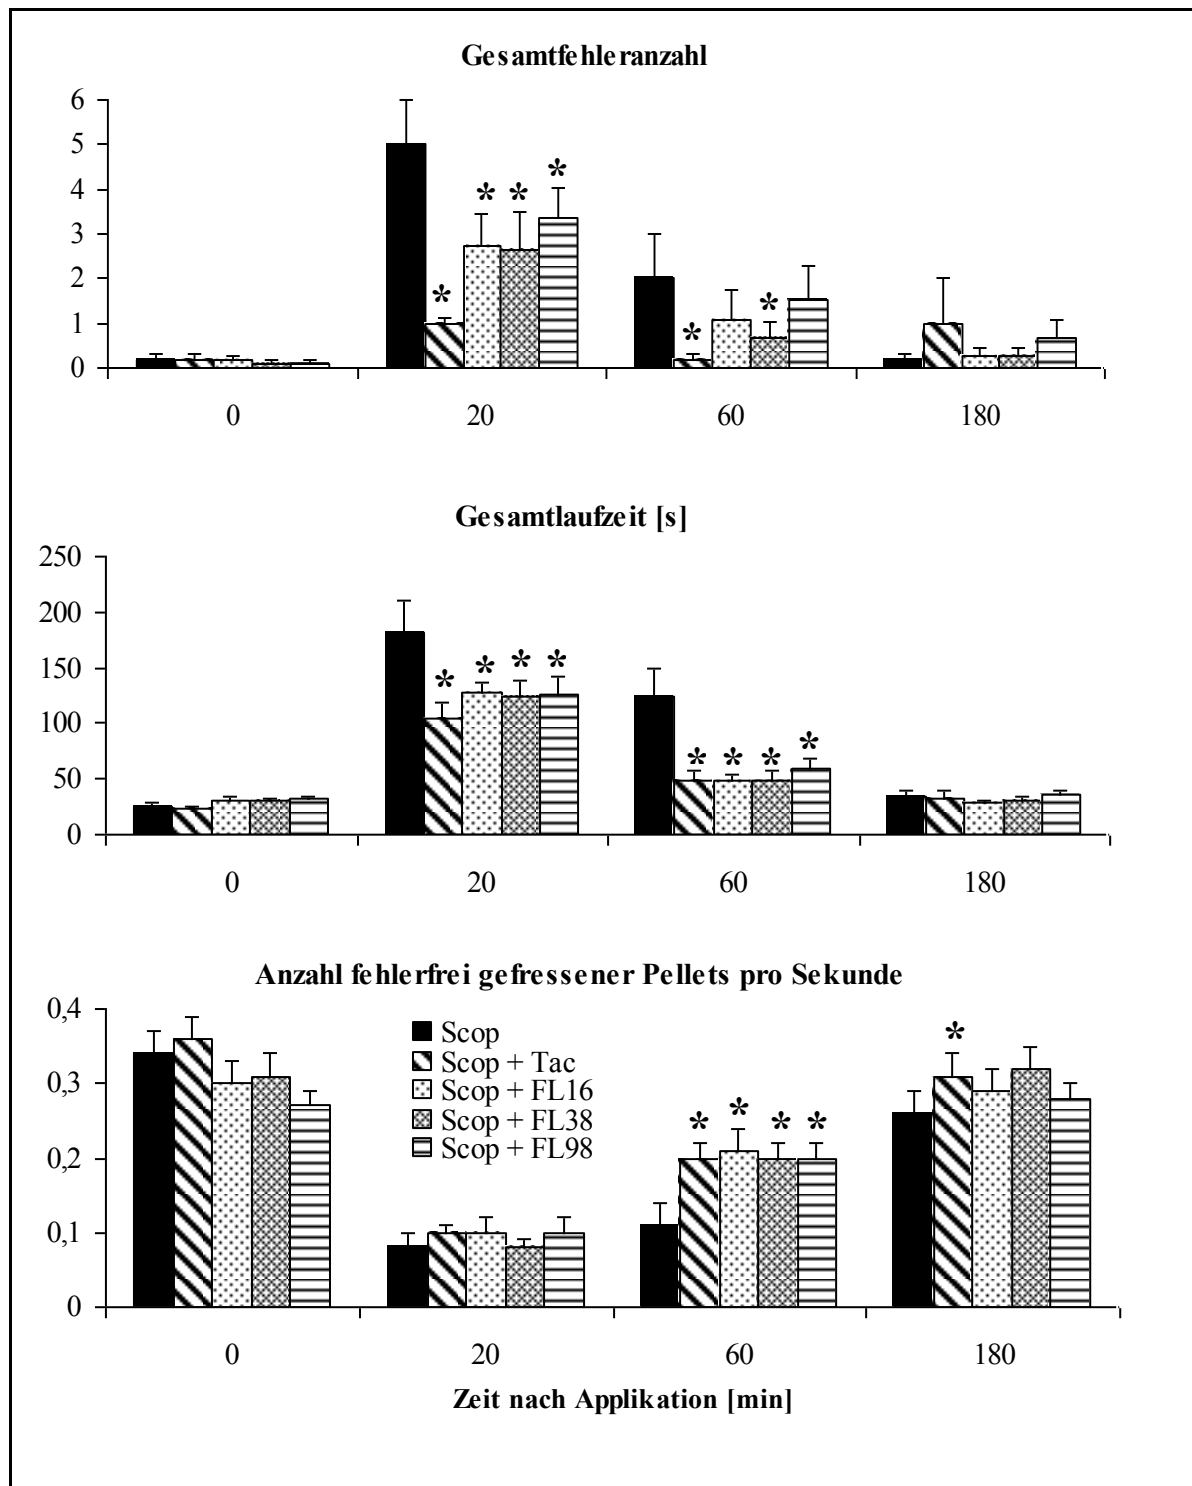 Gesamtfehleranzahl
6
5
4
3
2
1
0
* * * *
* *
0 20 60 180
Gesamtlaufzeit [s]
250
200
150
100
50
0
* * * *
* * * *
0 20 60 180
Anzahl fehlerfrei gefressener Pellets pro Sekunde
0,4
0,3
0,2
0,1
0
Scop
Scop + Tac
Scop + FL16
Scop + FL38
Scop + FL98
* * * *
*
0 20 60 180
Zeit nach Applikation [min]